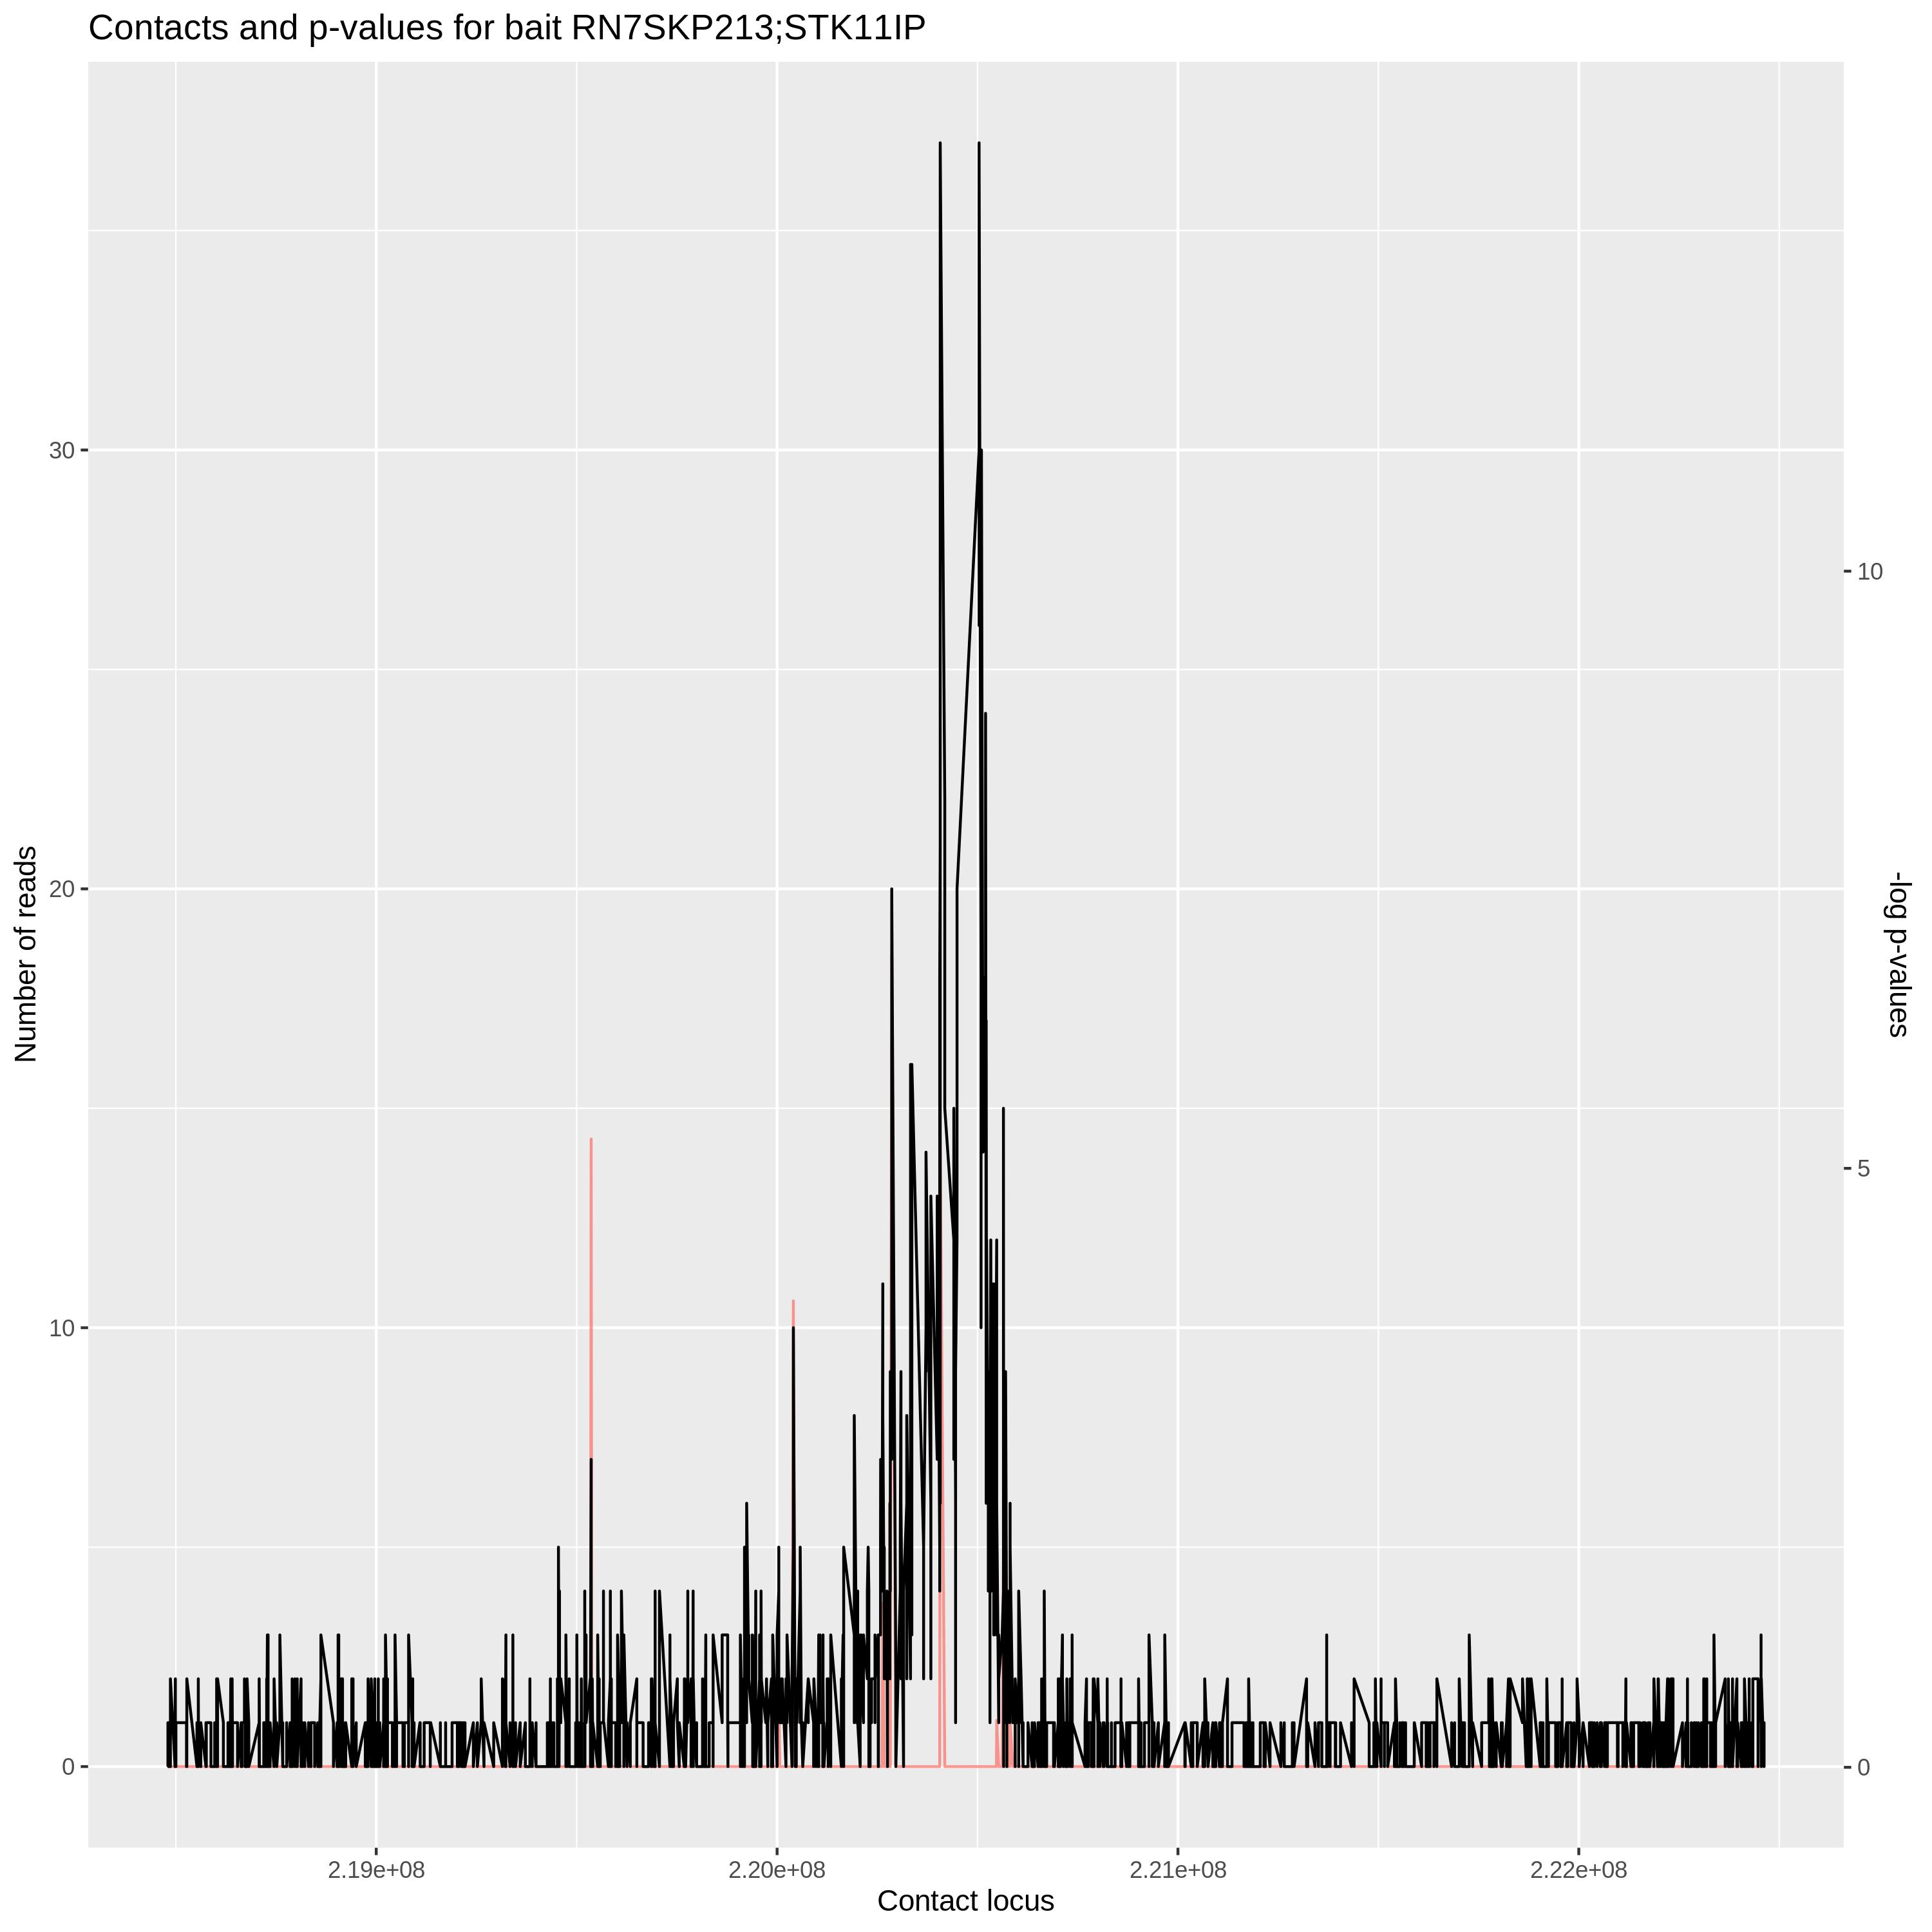 Contacts and p-values for bait RN7SKP213;STK11IP
Number of reads
30
20
10
0
10
5
0
-log p-values
2.19e+08 2.20e+08 2.21e+08 2.22e+08
Contact locus